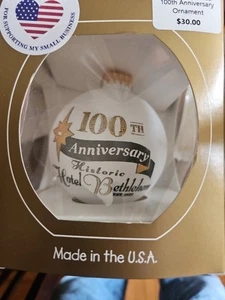 FOR SUPPORTING MY SMALL BUSINESS
100th Anniversary
Ornament
$30.00
100TH
Anniversary
Historic
Hotel Bethlehem
Made in the U.S.A.